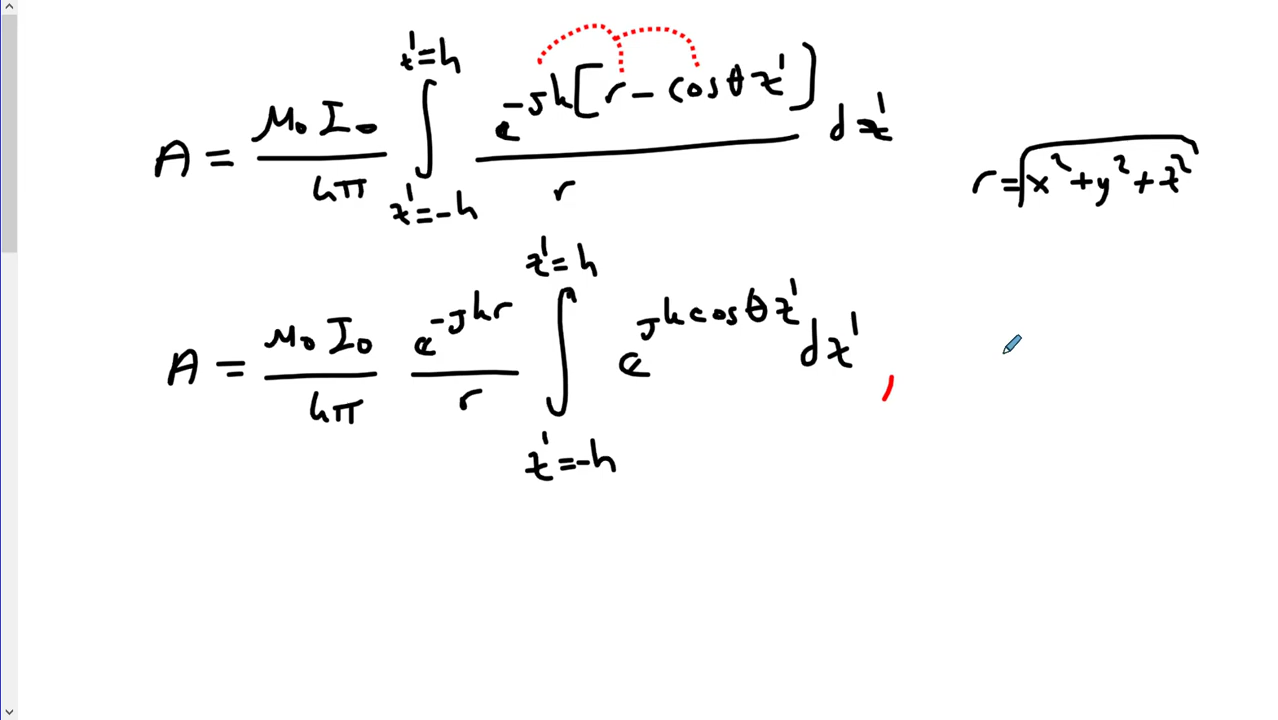 A = μ₀ I₀ / 4π ∫_{z'=-h}^{z'=h} e^{-jk[r - cosθ z']} / r dz'
r = √(x² + y² + z²)
A = μ₀ I₀ / 4π e^{-jkr} / r ∫_{z'=-h}^{z'=h} e^{jk cosθ z'} dz' ,